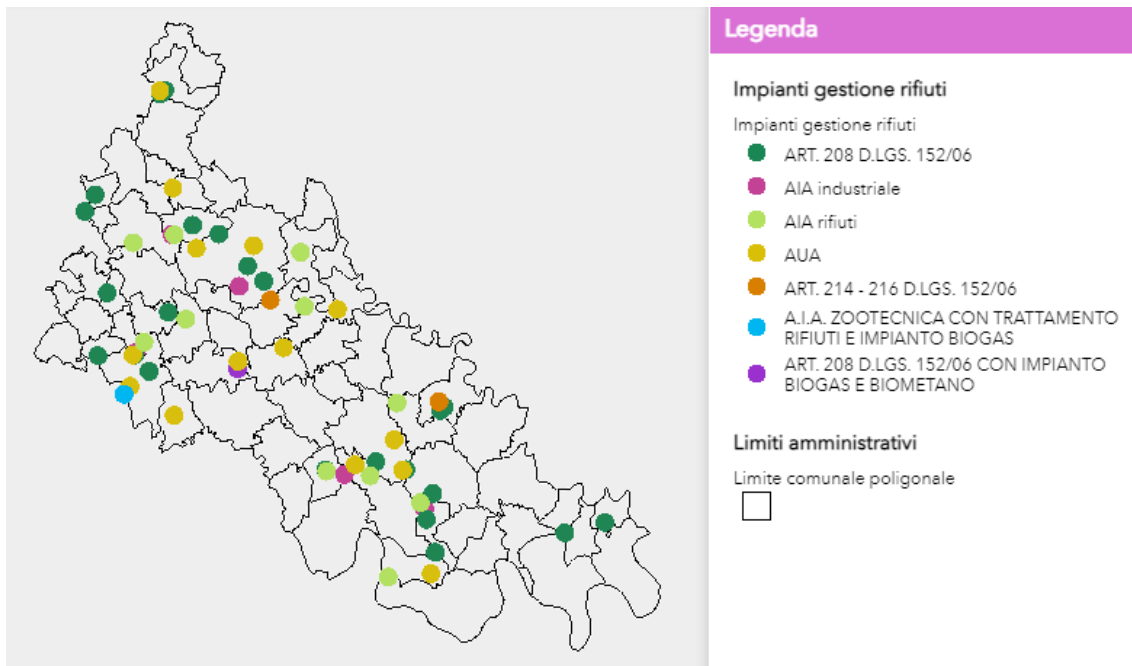 Legenda
Impianti gestione rifiuti
Impianti gestione rifiuti
ART. 208 D.LGS. 152/06
AIA industriale
AIA rifiuti
AUA
ART. 214 - 216 D.LGS. 152/06
A.I.A. ZOOTECNICA CON TRATTAMENTO
RIFIUTI E IMPIANTO BIOGAS
ART. 208 D.LGS. 152/06 CON IMPIANTO
BIOGAS E BIOMETANO
Limiti amministrativi
Limite comunale poligonale